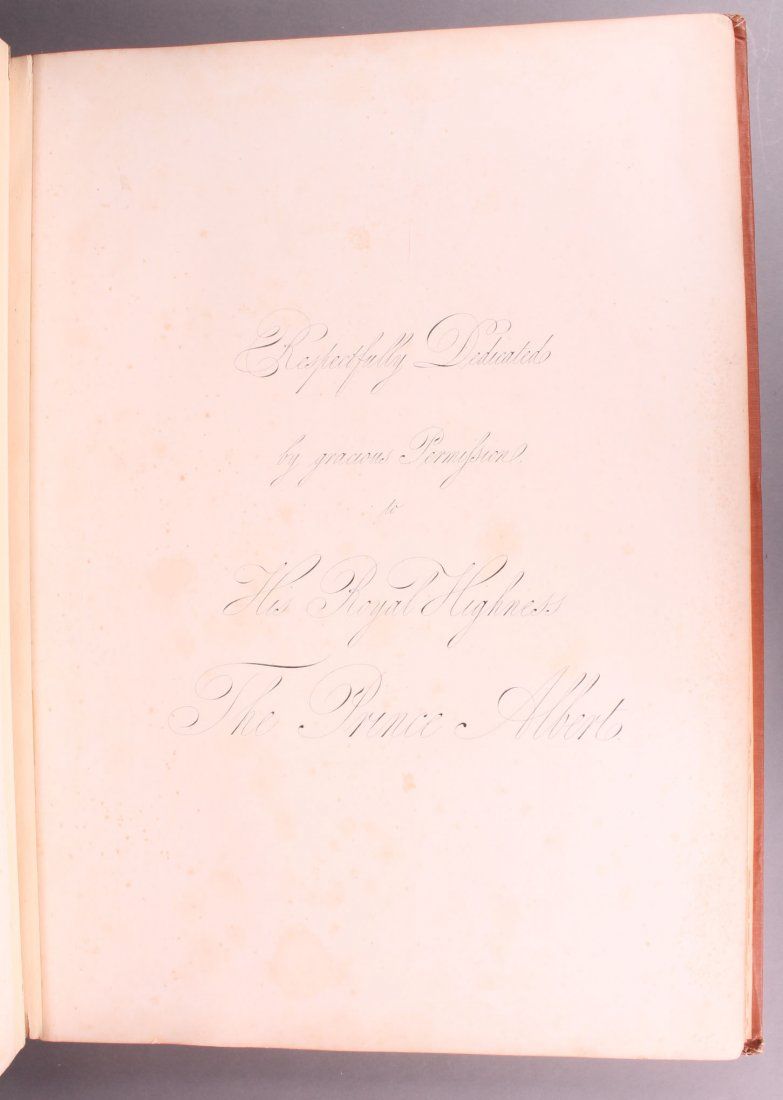 Respectfully Dedicated
by gracious Permiſsion.
to
His Royal Highness
The Prince Albert.